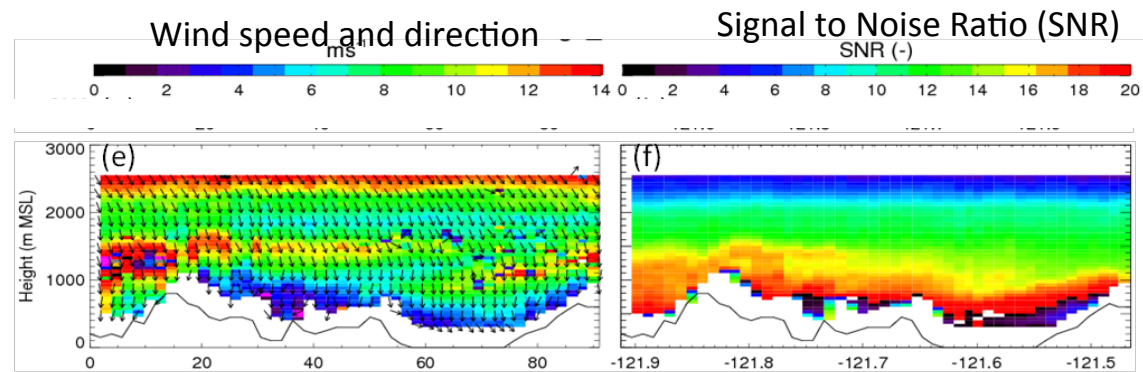 Wind speed and direction
Signal to Noise Ratio (SNR)
ms⁻¹
SNR (-)
0 2 4 6 8 10 12 14
0 2 4 6 8 10 12 14 16 18 20
(e)
(f)
3000
2000
1000
0
Height (m MSL)
0 20 40 60 80
-121.9 -121.8 -121.7 -121.6 -121.5